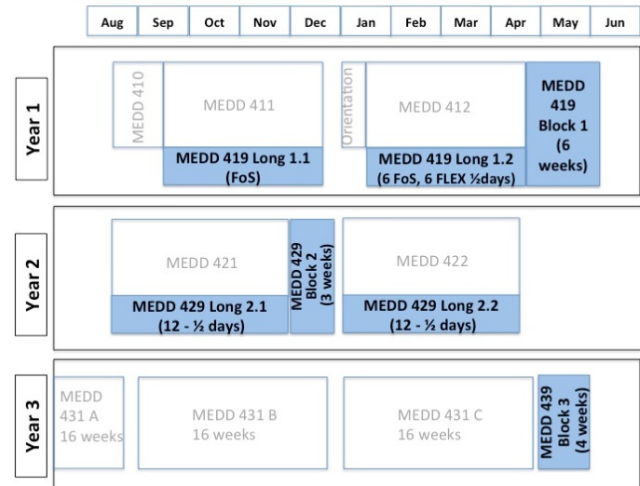 Aug Sep Oct Nov Dec Jan Feb Mar Apr May Jun
Year 1
MEDD 410
MEDD 411
MEDD 419 Long 1.1
(FoS)
Orientation
MEDD 412
MEDD 419 Long 1.2
(6 FoS, 6 FLEX ½days)
MEDD
419
Block 1
(6
weeks)
Year 2
MEDD 421
MEDD 429 Long 2.1
(12 - ½ days)
MEDD 429
Block 2
(3 weeks)
MEDD 422
MEDD 429 Long 2.2
(12 - ½ days)
Year 3
MEDD
431 A
16 weeks
MEDD 431 B
16 weeks
MEDD 431 C
16 weeks
MEDD 439
Block 3
(4 weeks)